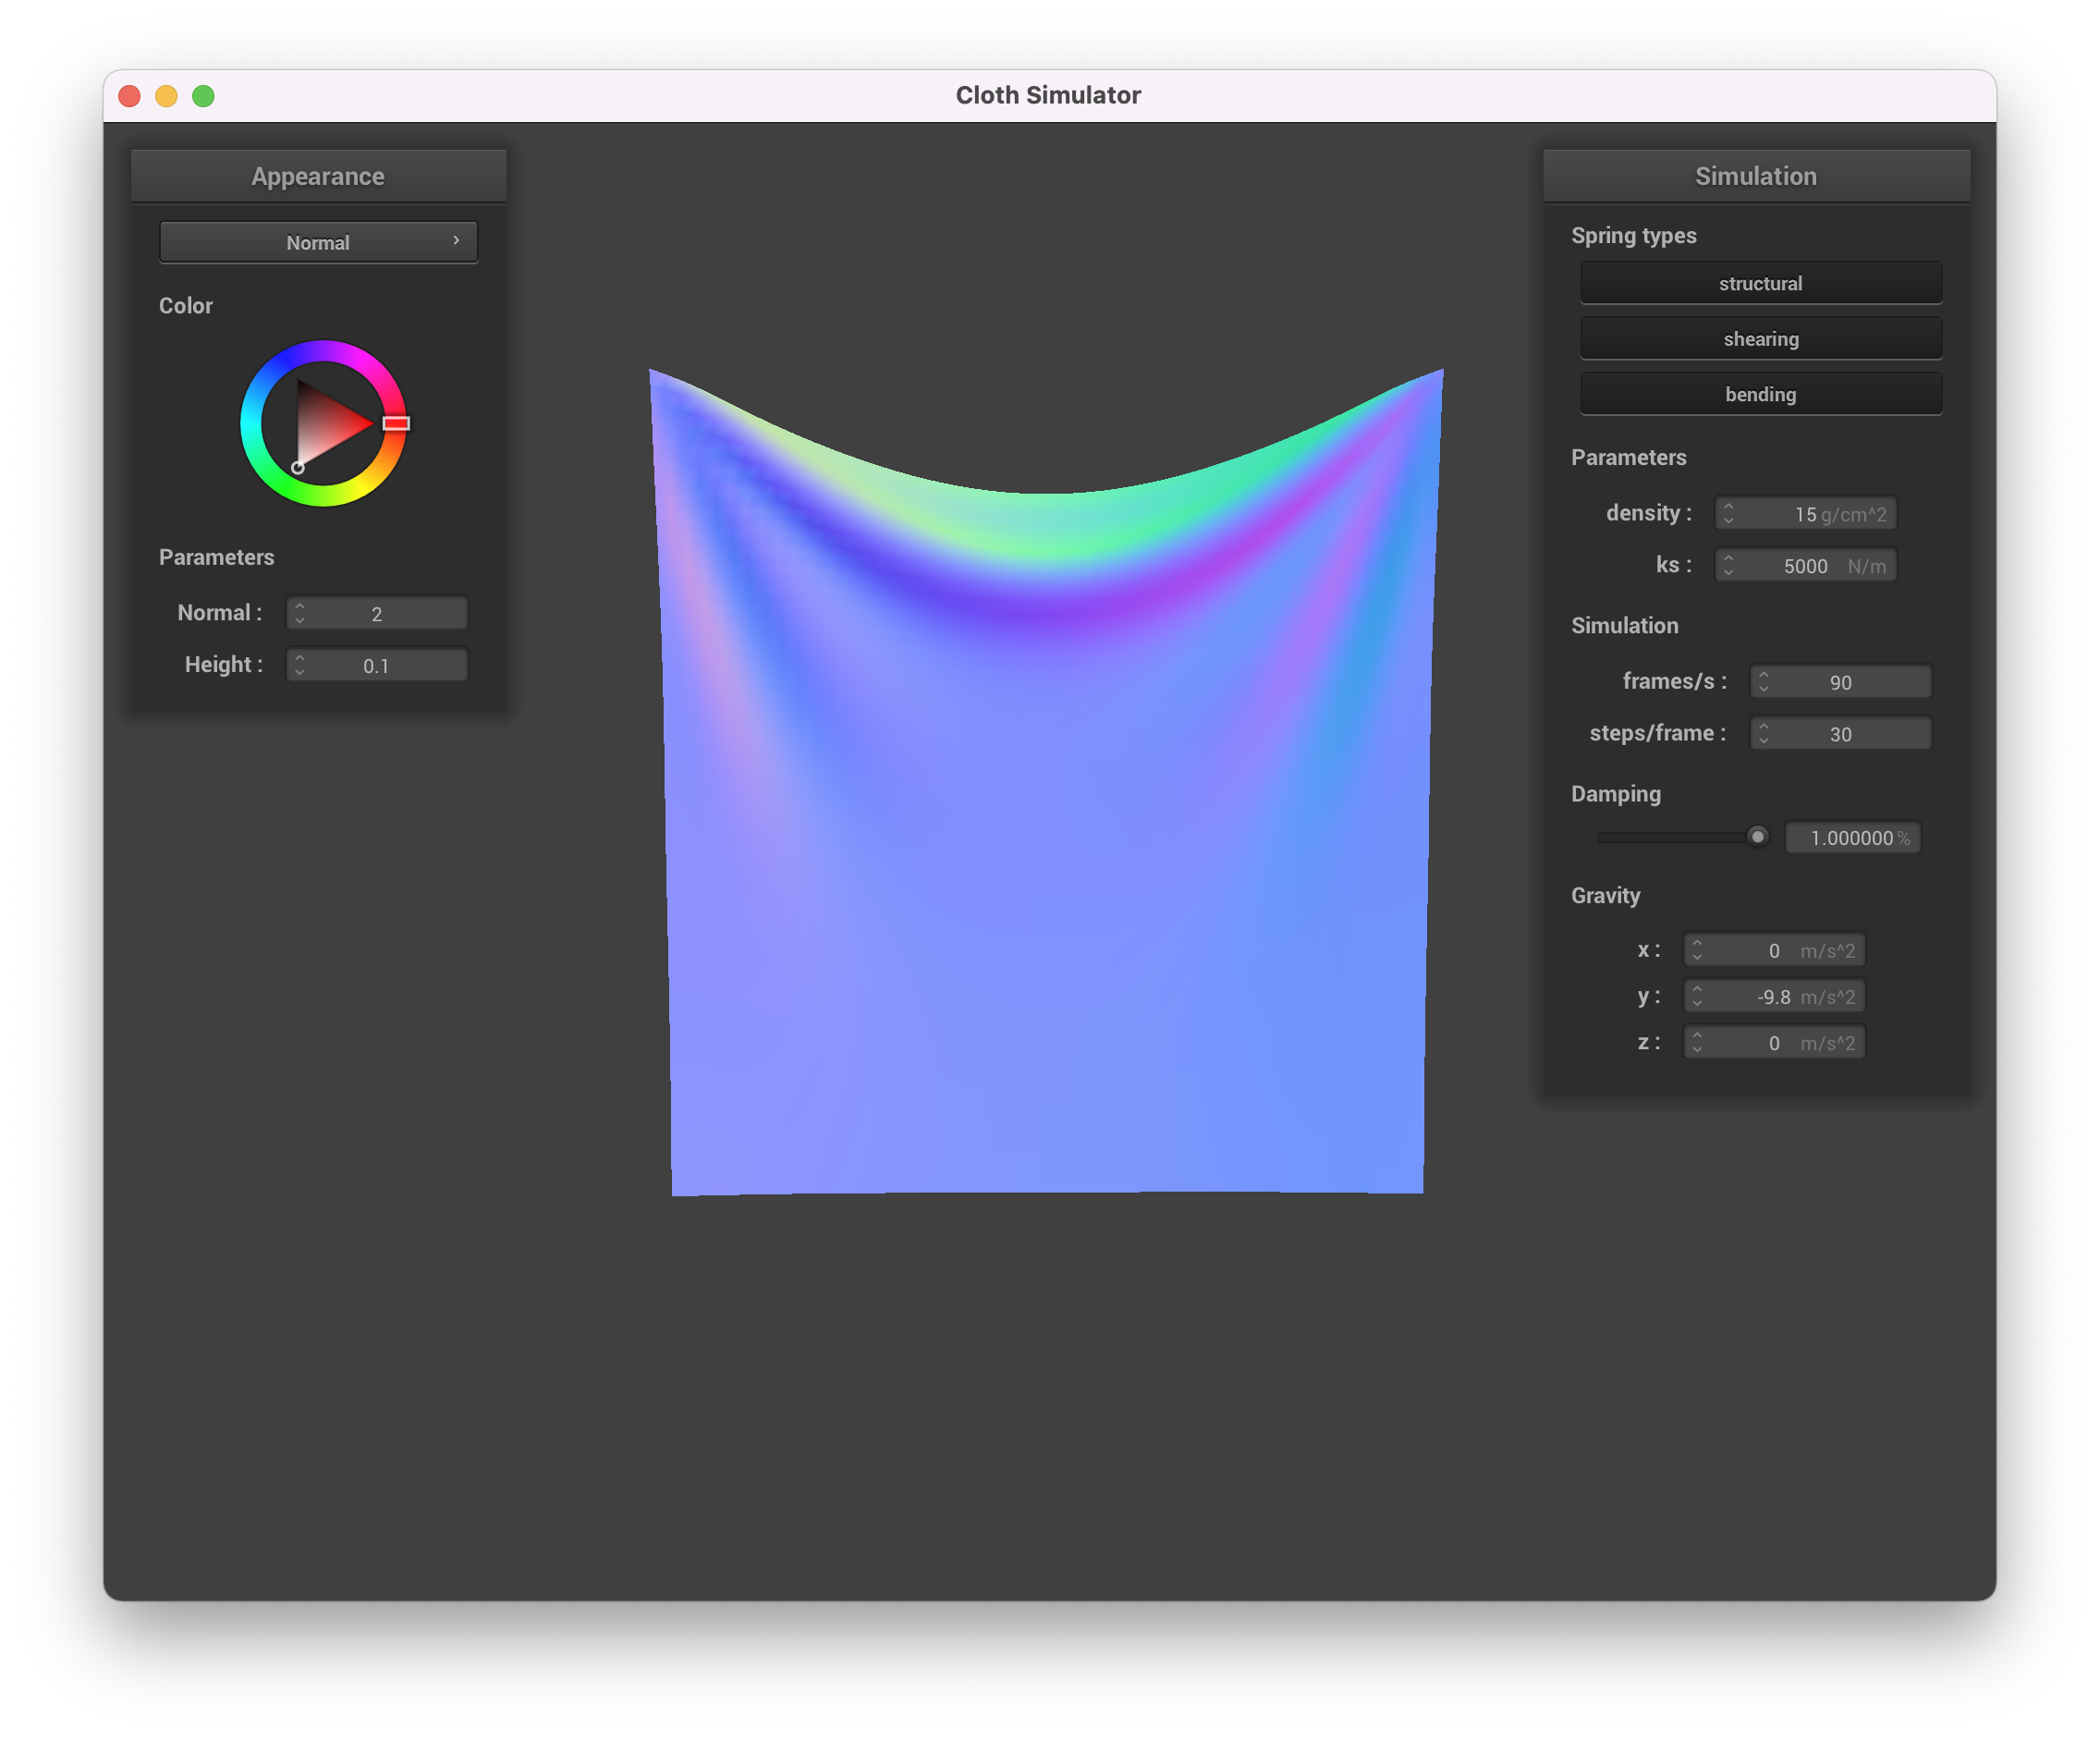 Cloth Simulator
Appearance
Normal
Color
Parameters
Normal : 2
Height : 0.1
Simulation
Spring types
structural
shearing
bending
Parameters
density : 15 g/cm^2
ks : 5000 N/m
Simulation
frames/s : 90
steps/frame : 30
Damping
1.000000 %
Gravity
x : 0 m/s^2
y : -9.8 m/s^2
z : 0 m/s^2